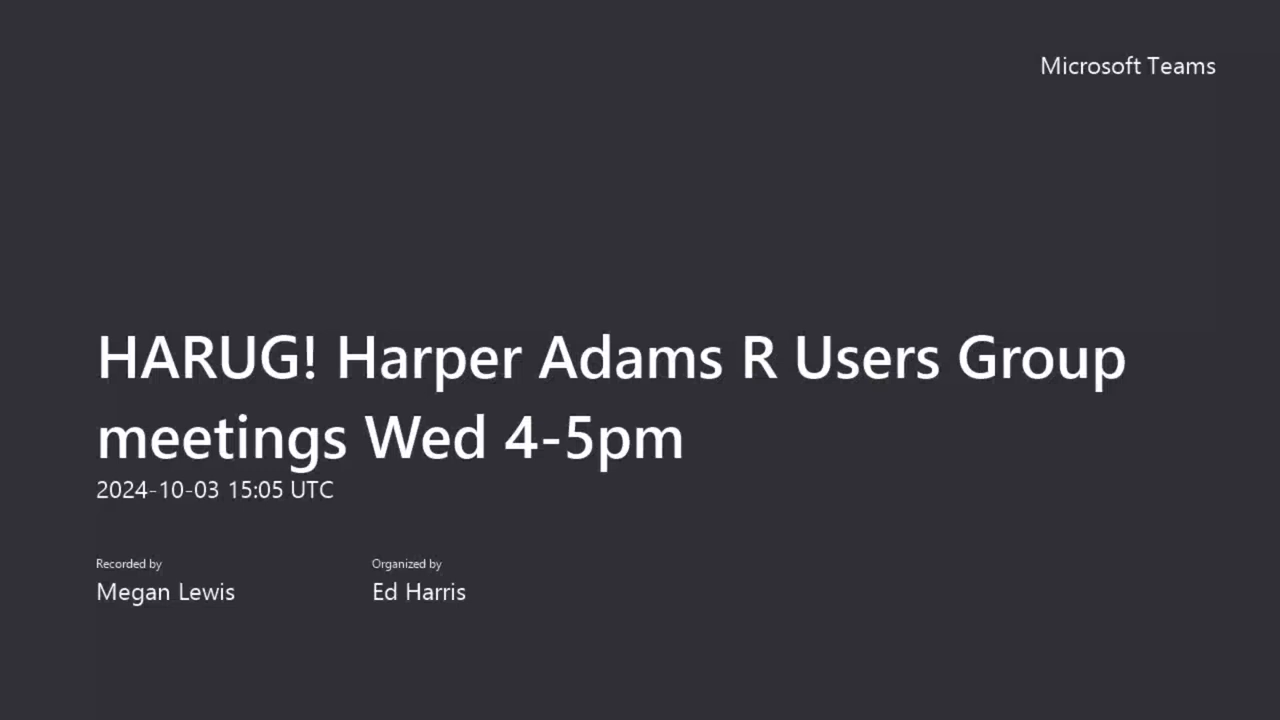 Microsoft Teams
HARUG! Harper Adams R Users Group
meetings Wed 4-5pm
2024-10-03 15:05 UTC
Recorded by
Megan Lewis
Organized by
Ed Harris